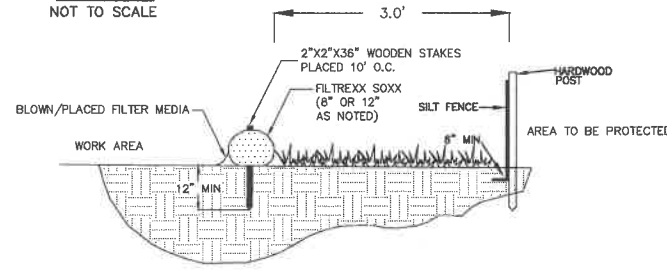 NOT TO SCALE
3.0'
2"X2"X36" WOODEN STAKES
PLACED 10' O.C.
FILTREXX SOXX
(8" OR 12"
AS NOTED)
HARDWOOD
POST
BLOWN/PLACED FILTER MEDIA
SILT FENCE
AREA TO BE PROTECTED
WORK AREA
6" MIN
12" MIN